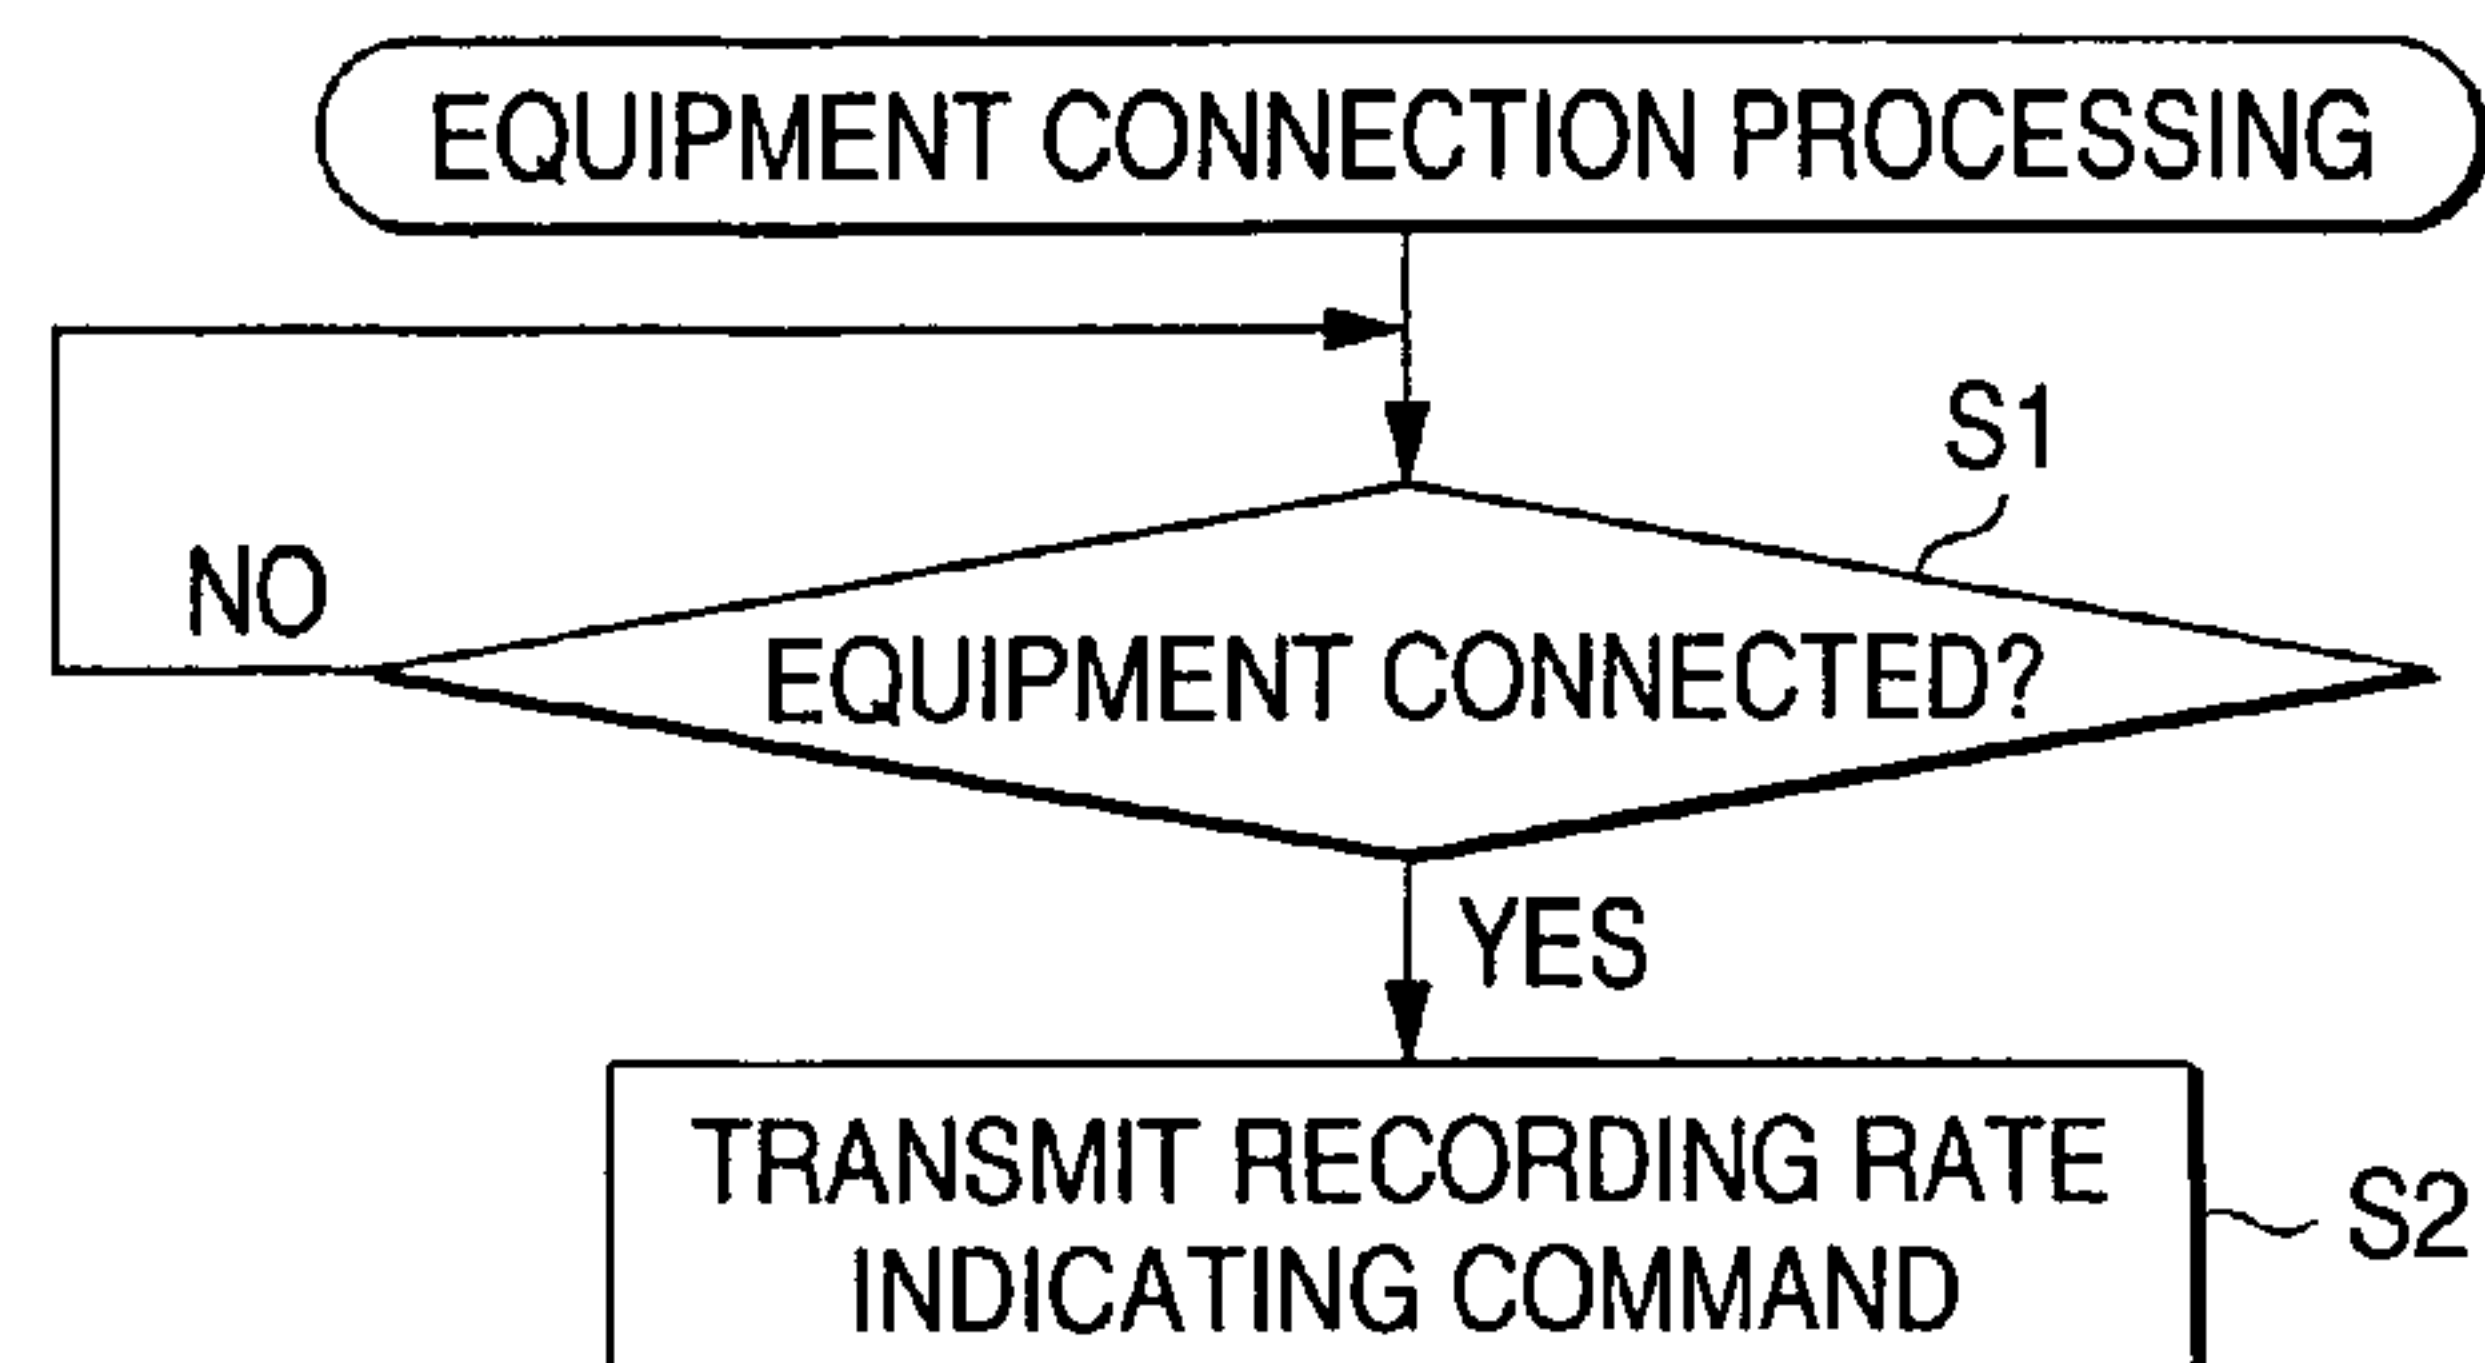 EQUIPMENT CONNECTION PROCESSING
S1
NO
EQUIPMENT CONNECTED?
YES
TRANSMIT RECORDING RATE
INDICATING COMMAND
S2